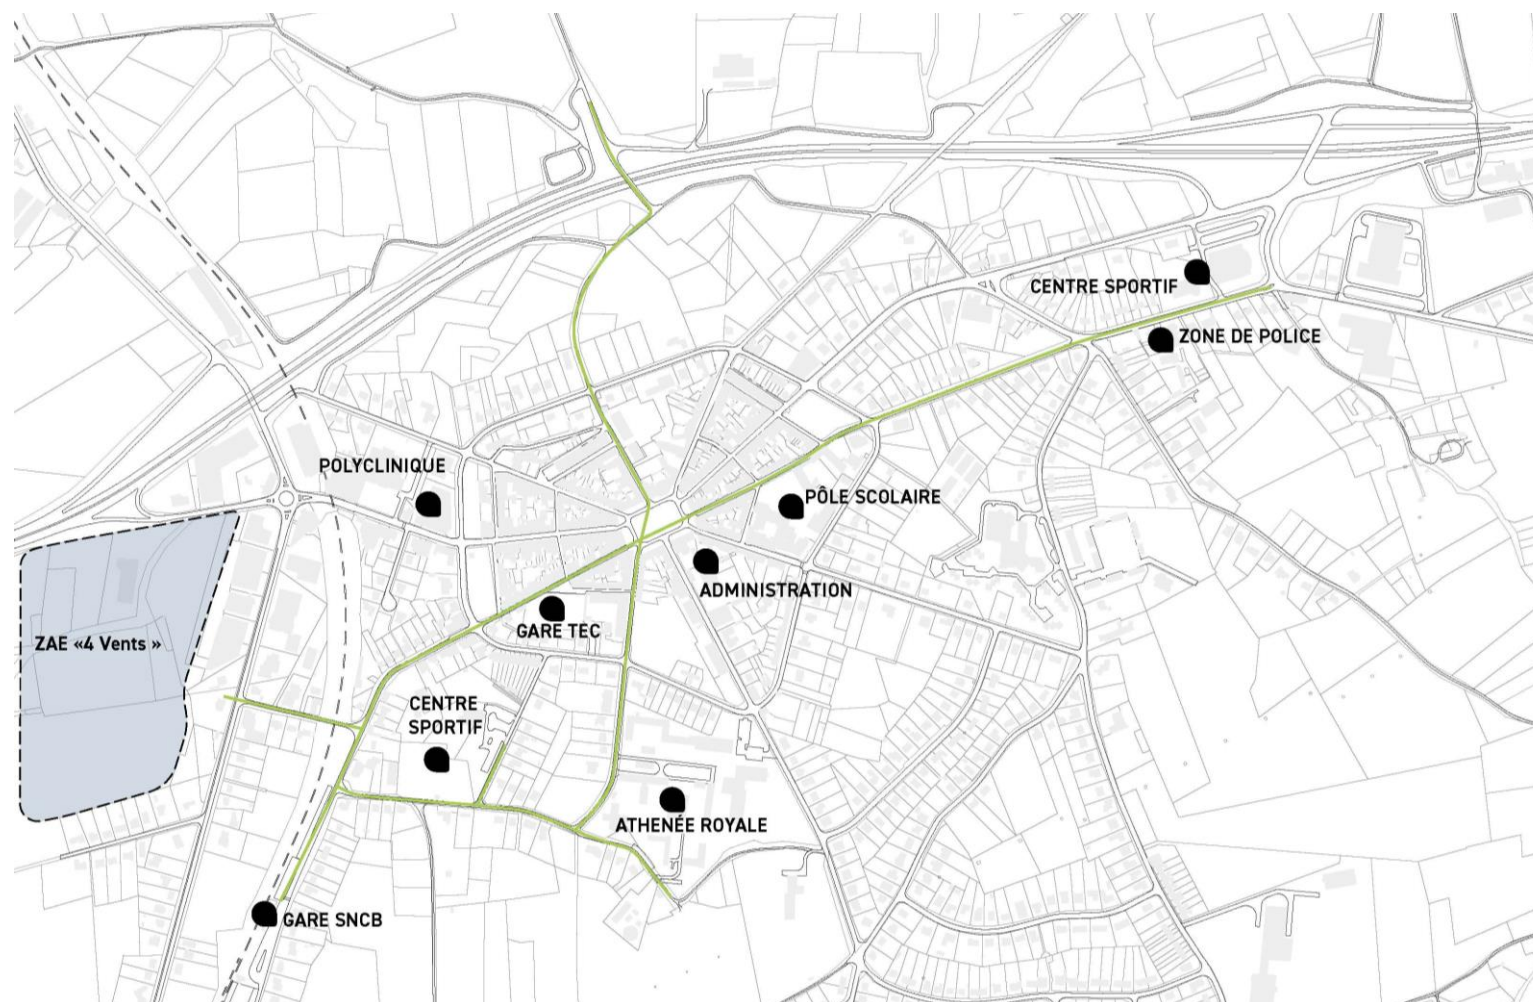 CENTRE SPORTIF
ZONE DE POLICE
POLYCLINIQUE
PÔLE SCOLAIRE
ADMINISTRATION
GARE TEC
ZAE «4 Vents »
CENTRE
SPORTIF
ATHENÉE ROYALE
GARE SNCB